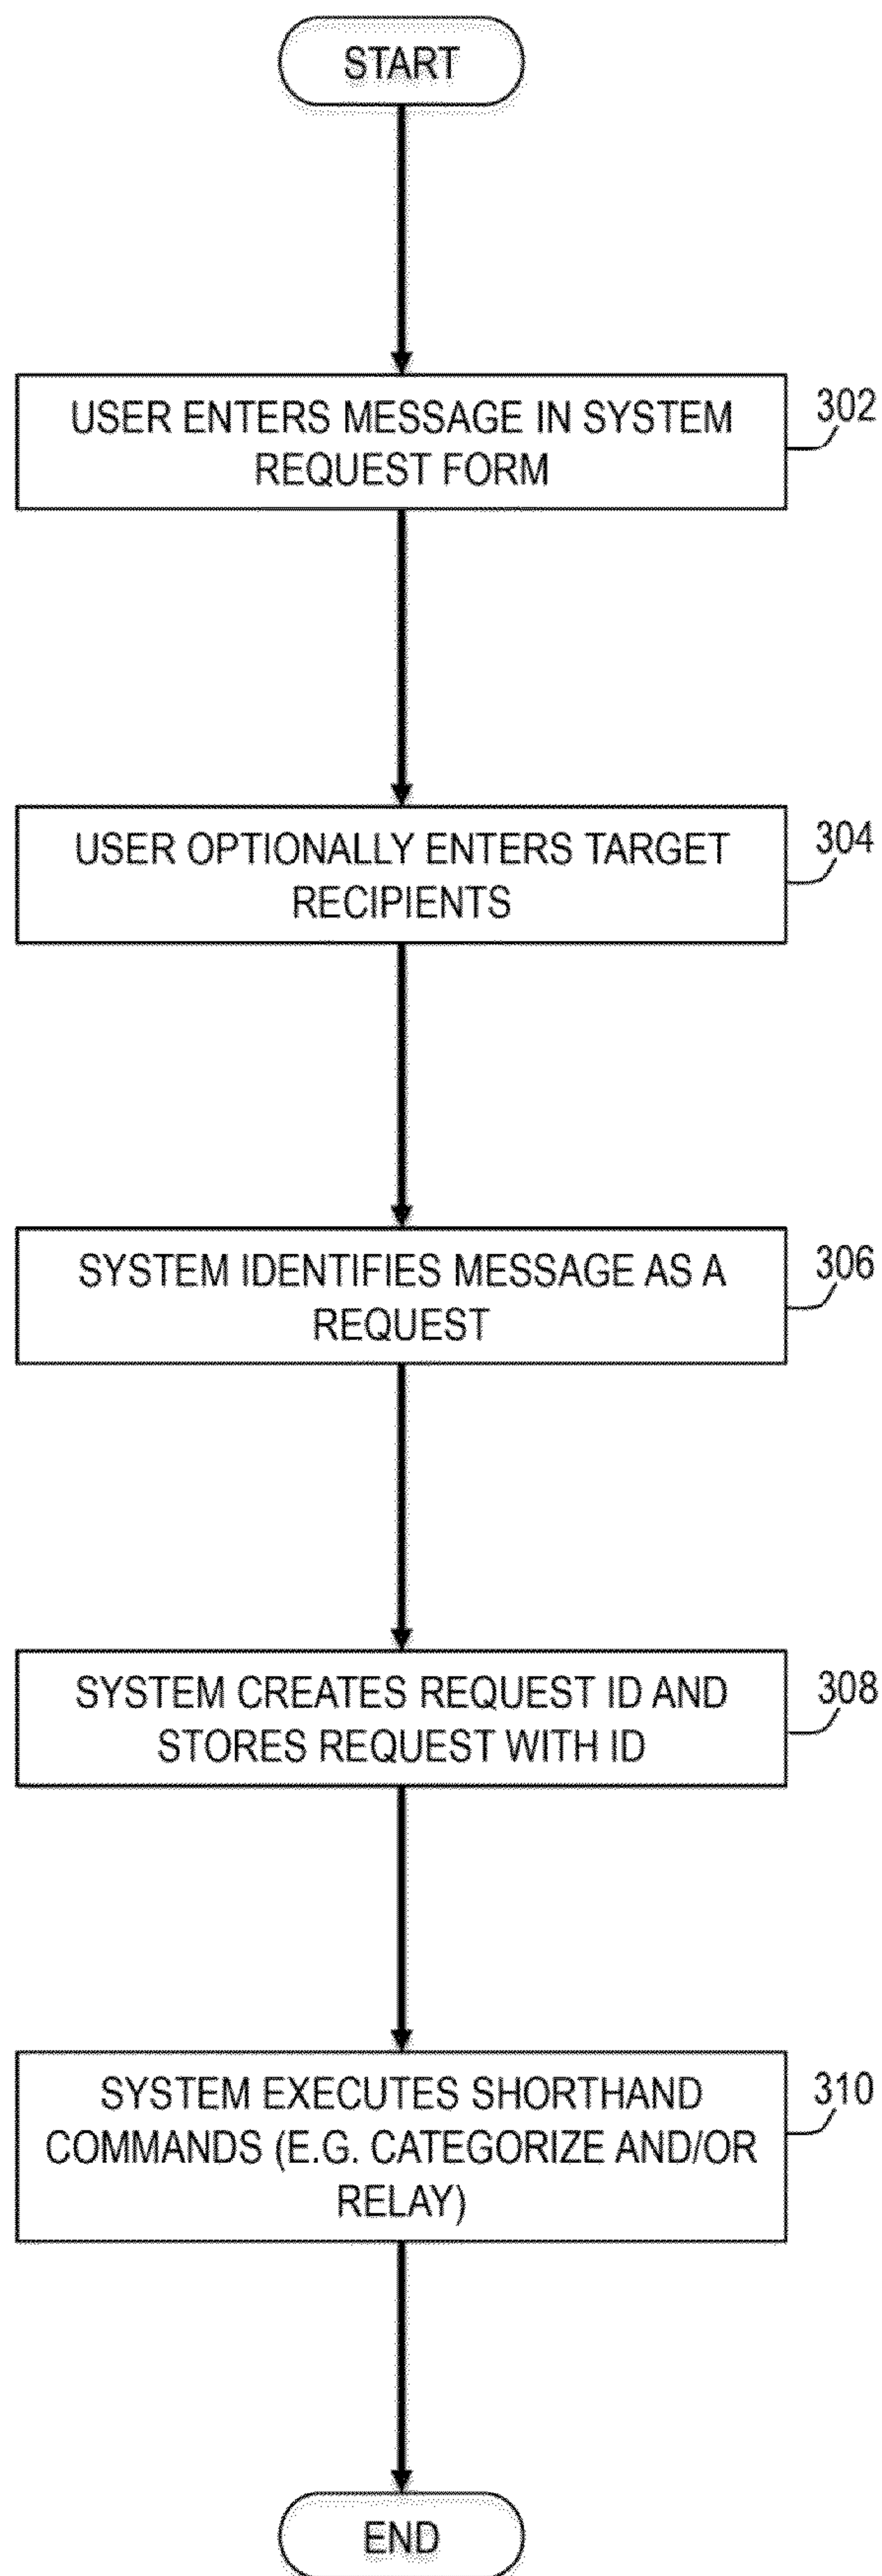 START
USER ENTERS MESSAGE IN SYSTEM
REQUEST FORM
302
USER OPTIONALLY ENTERS TARGET
RECIPIENTS
304
SYSTEM IDENTIFIES MESSAGE AS A
REQUEST
306
SYSTEM CREATES REQUEST ID AND
STORES REQUEST WITH ID
308
SYSTEM EXECUTES SHORTHAND
COMMANDS (E.G. CATEGORIZE AND/OR
RELAY)
310
END